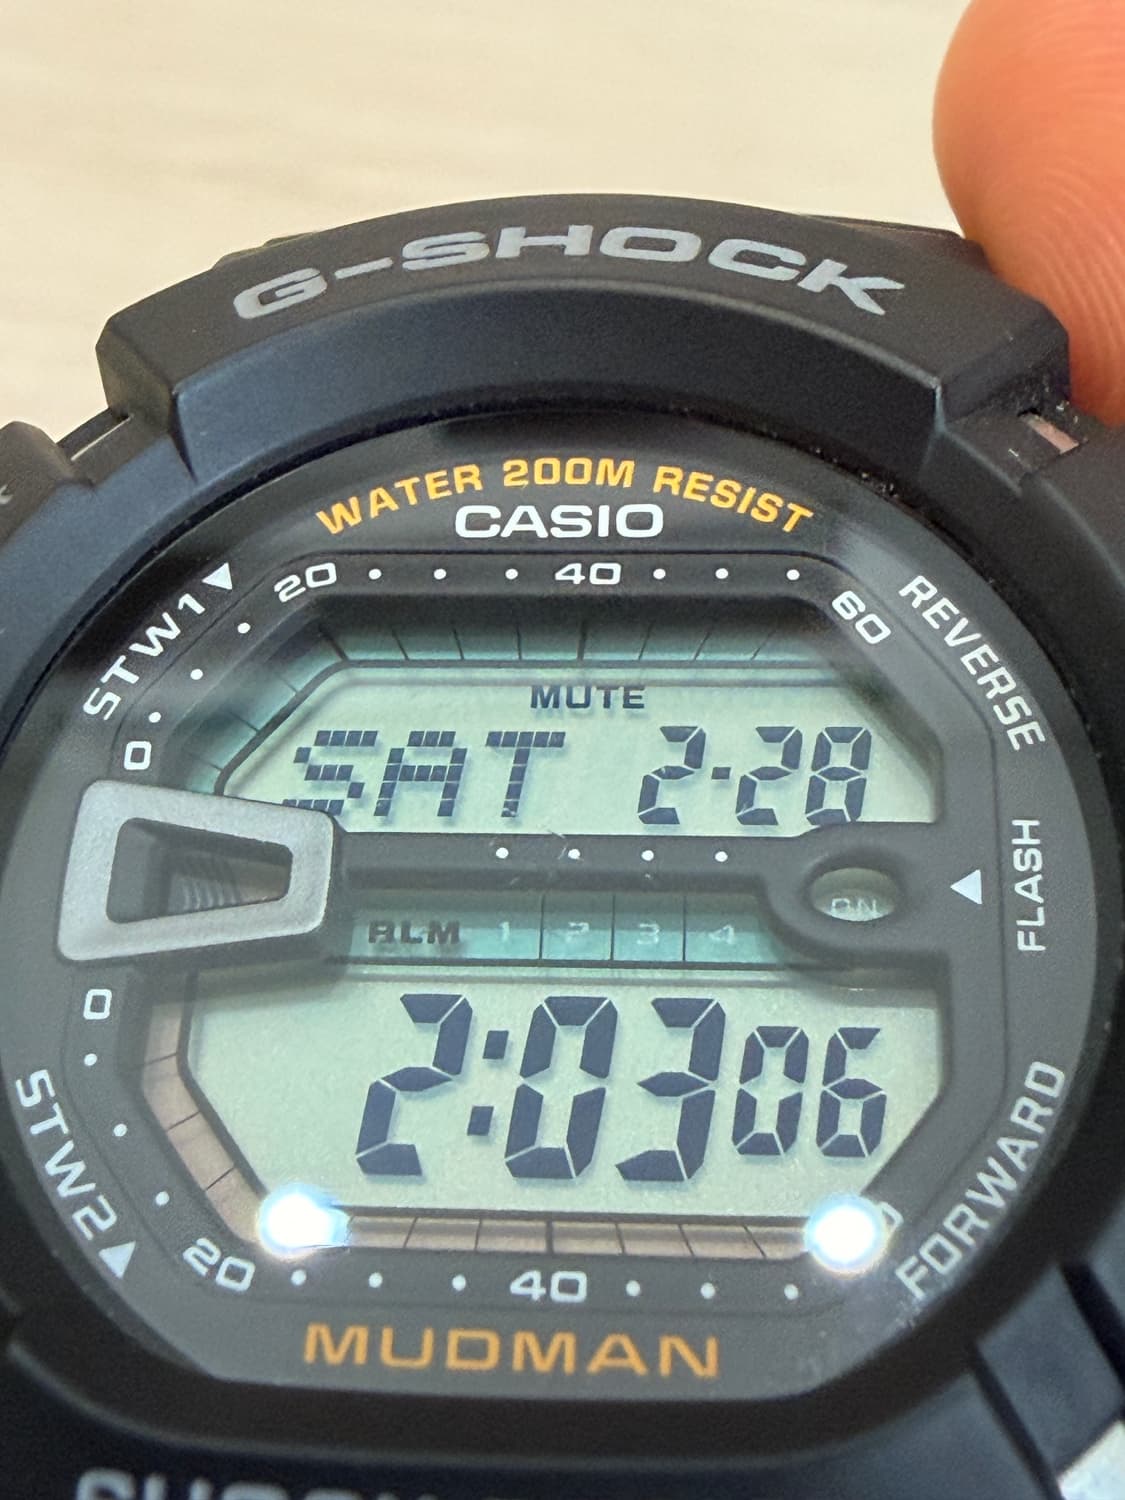 G-SHOCK
WATER 200M RESIST
CASIO
STW1
20 40 60
0
REVERSE
MUTE
SAT 2-28
FLASH
ALM 1 2 3 4
ON
0
2:03 06
STW2
20 40
FORWARD
MUDMAN